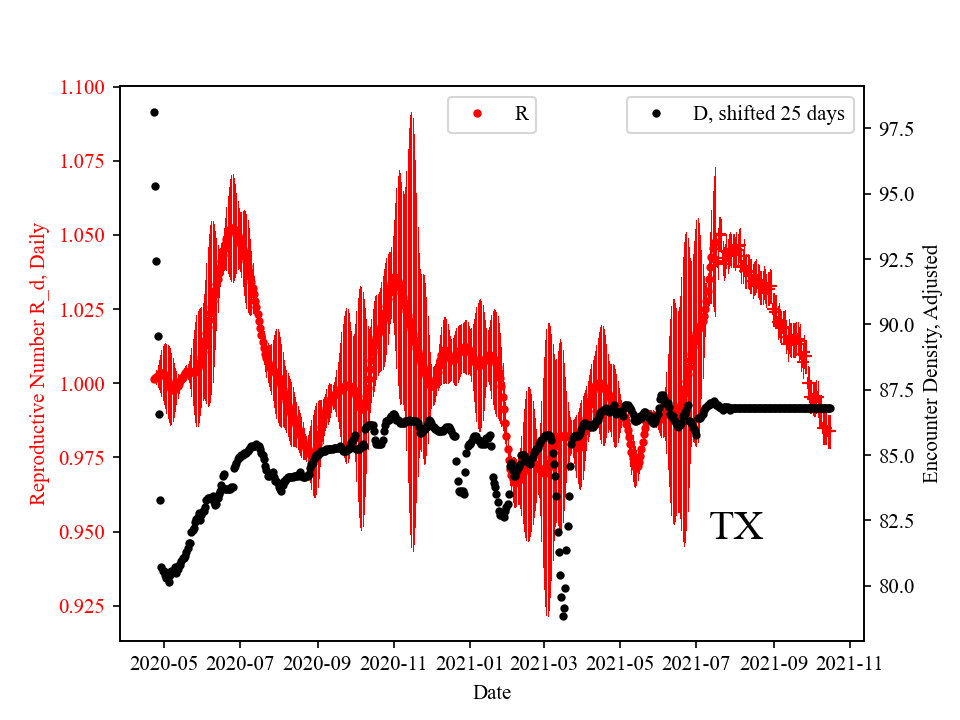 R
D, shifted 25 days
1.100
1.075
1.050
1.025
1.000
0.975
0.950
0.925
Reproductive Number R_d, Daily
97.5
95.0
92.5
90.0
87.5
85.0
82.5
80.0
Encounter Density, Adjusted
TX
2020-05 2020-07 2020-09 2020-11 2021-01 2021-03 2021-05 2021-07 2021-09 2021-11
Date